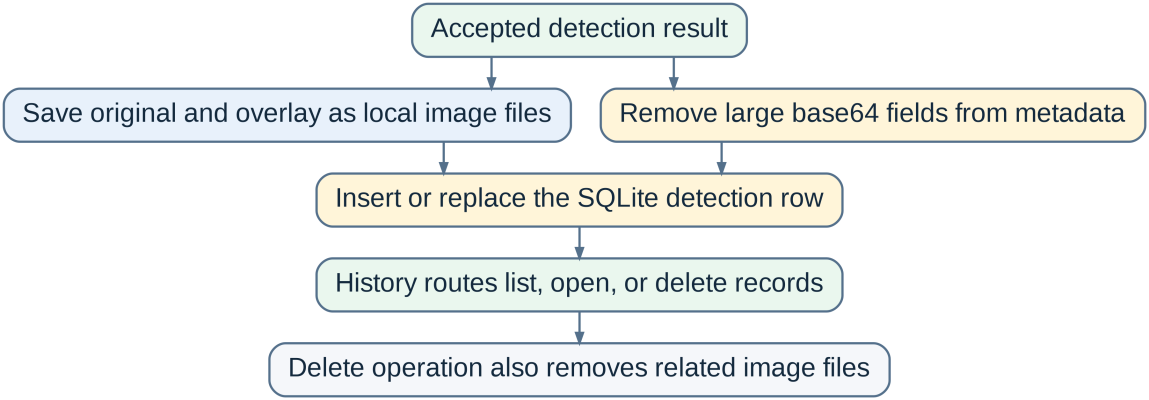 Accepted detection result
Save original and overlay as local image files
Remove large base64 fields from metadata
Insert or replace the SQLite detection row
History routes list, open, or delete records
Delete operation also removes related image files